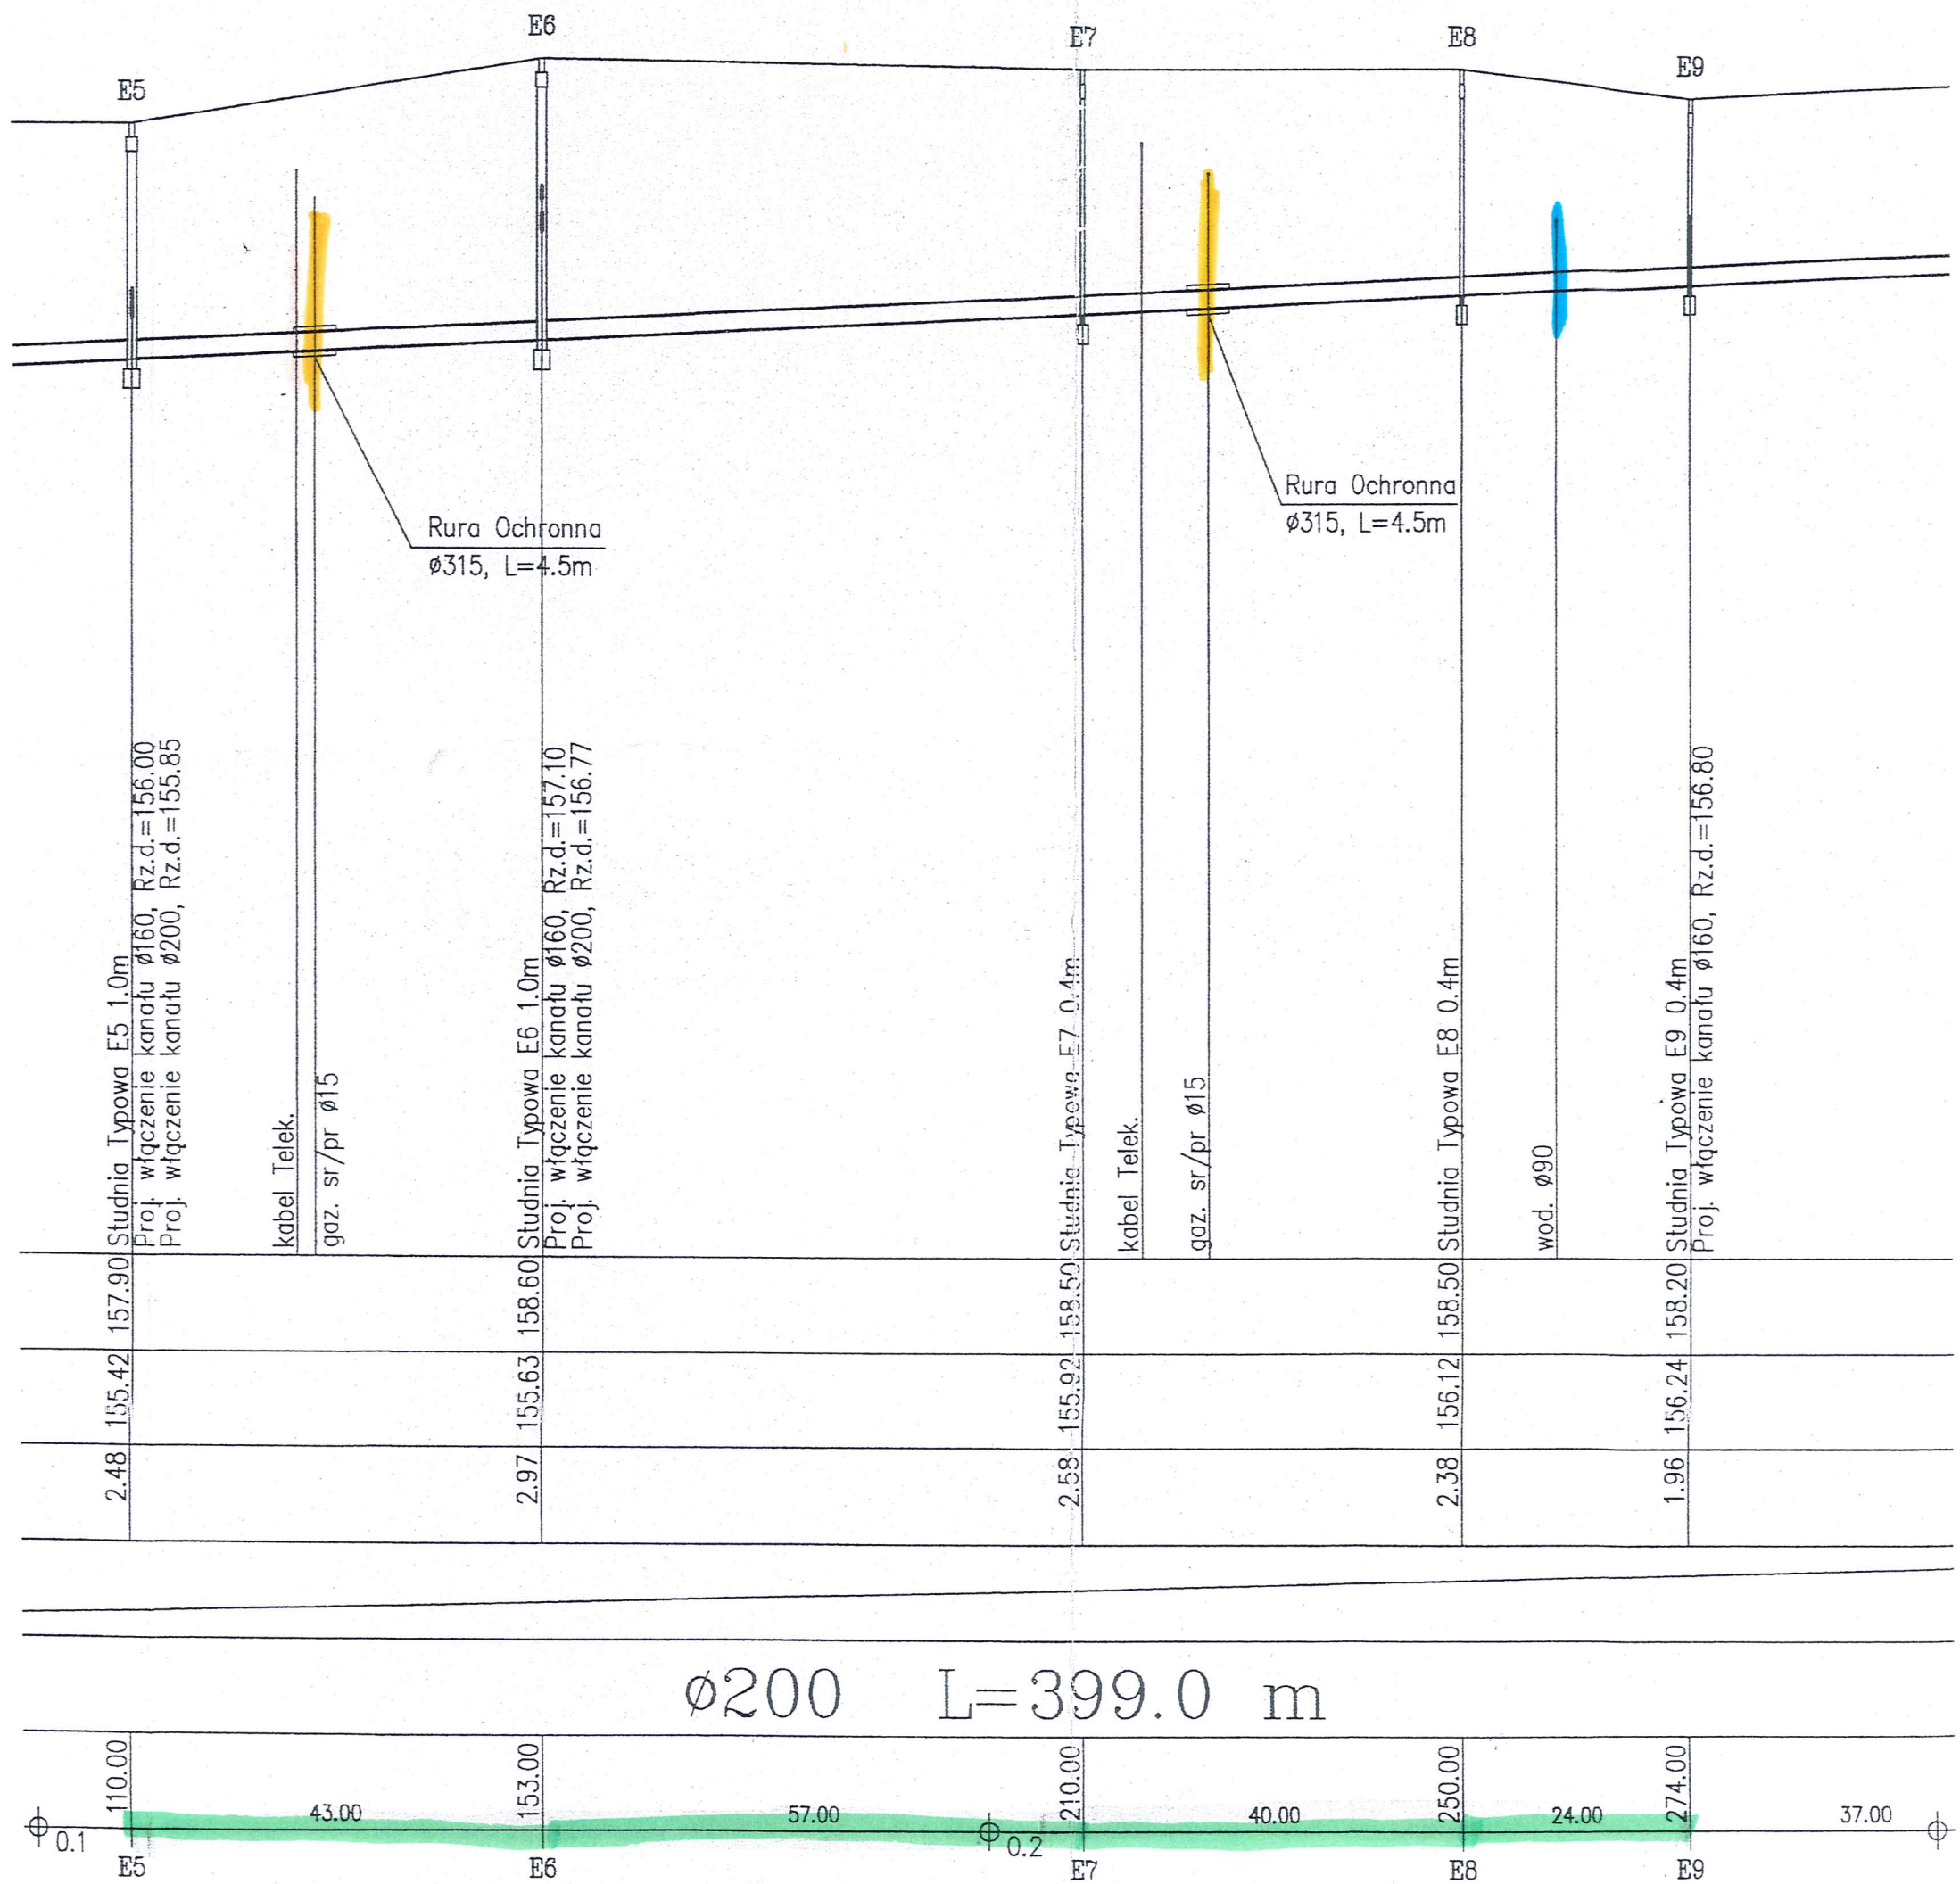 E5
E6
E7
E8
E9
Rura Ochronna
ø315, L=4.5m
Rura Ochronna
ø315, L=4.5m
Studnia Typowa E5 1.0m
Proj. włączenie kanału ø160, Rz.d.=156.00
Proj. włączenie kanału ø200, Rz.d.=155.85
kabel Telek.
gaz. sr/pr ø15
Studnia Typowa E6 1.0m
Proj. włączenie kanału ø160, Rz.d.=157.10
Proj. włączenie kanału ø200, Rz.d.=156.77
Studnia Typowa E7 0.4m
kabel Telek.
gaz. sr/pr ø15
Studnia Typowa E8 0.4m
wod. ø90
Studnia Typowa E9 0.4m
Proj. włączenie kanału ø160, Rz.d.=156.80
157.90
158.60
158.50
158.50
158.20
155.42
155.63
155.92
156.12
156.24
2.48
2.97
2.58
2.38
1.96
ø200 L=399.0 m
110.00
153.00
210.00
250.00
274.00
43.00
57.00
40.00
24.00
37.00
0.1
0.2
E5
E6
E7
E8
E9